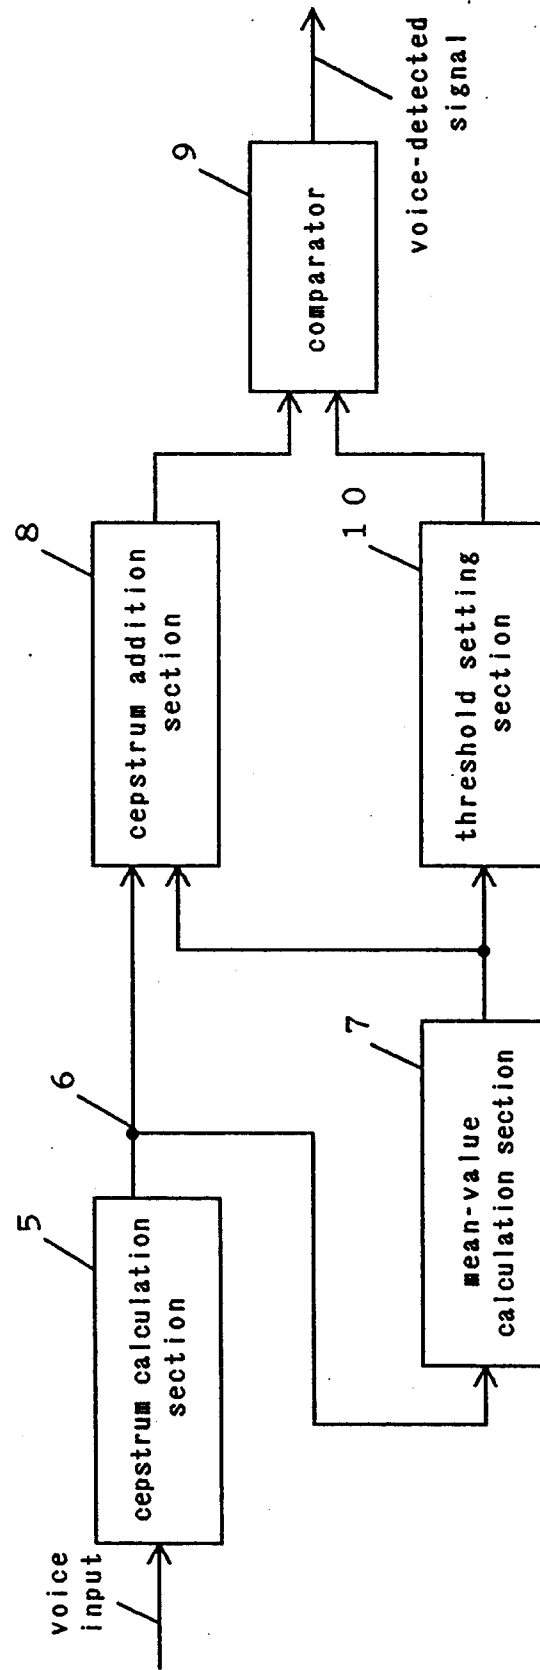 voice
input
5
cepstrum calculation
section
6
7
mean-value
calculation section
8
cepstrum addition
section
10
threshold setting
section
9
comparator
voice-detected
signal